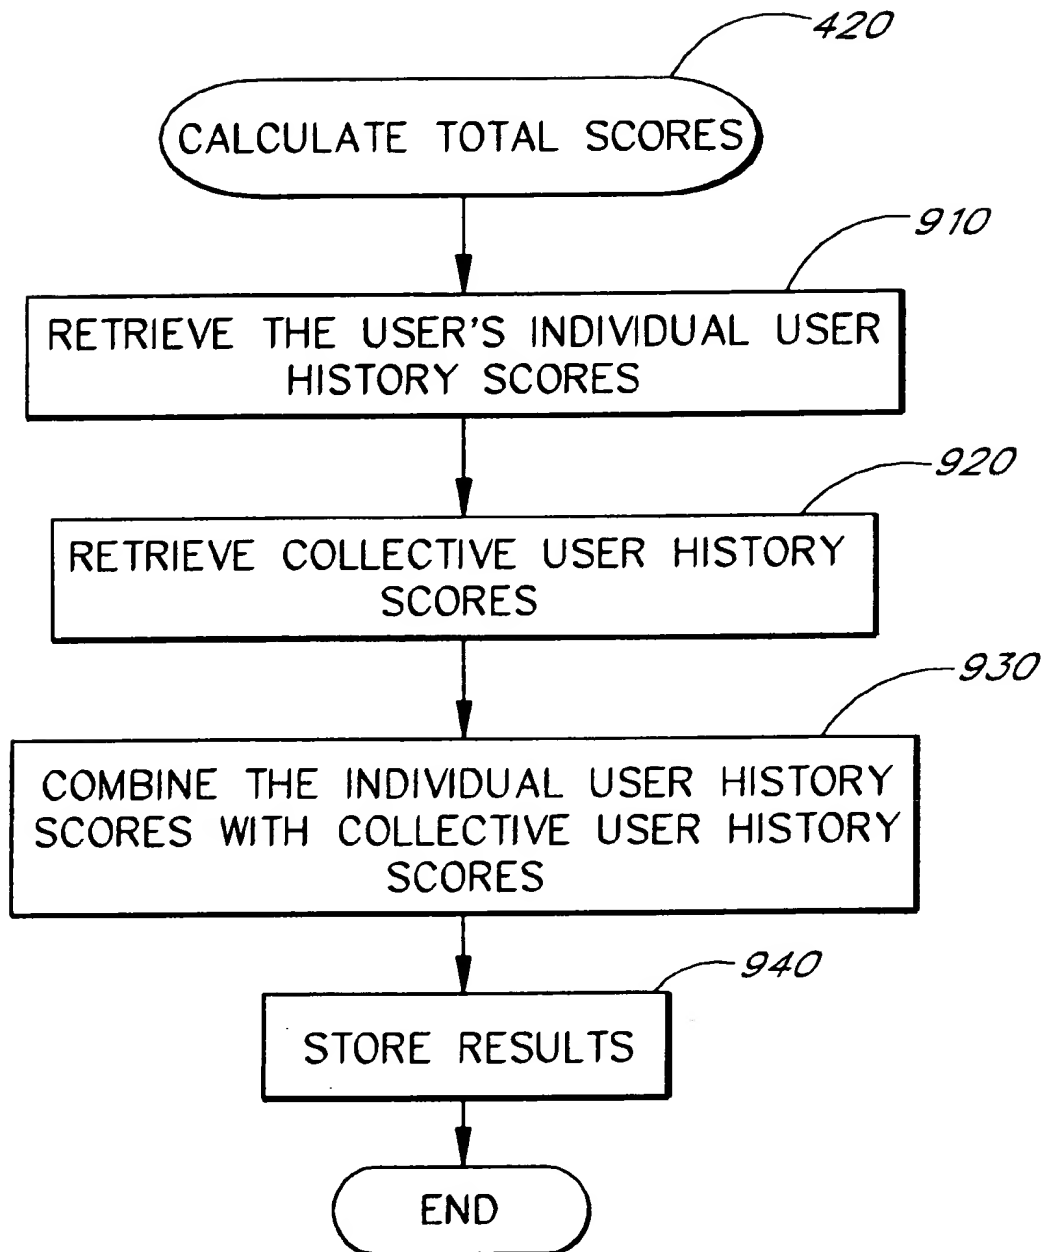 420
CALCULATE TOTAL SCORES
910
RETRIEVE THE USER'S INDIVIDUAL USER
HISTORY SCORES
920
RETRIEVE COLLECTIVE USER HISTORY
SCORES
930
COMBINE THE INDIVIDUAL USER HISTORY
SCORES WITH COLLECTIVE USER HISTORY
SCORES
940
STORE RESULTS
END